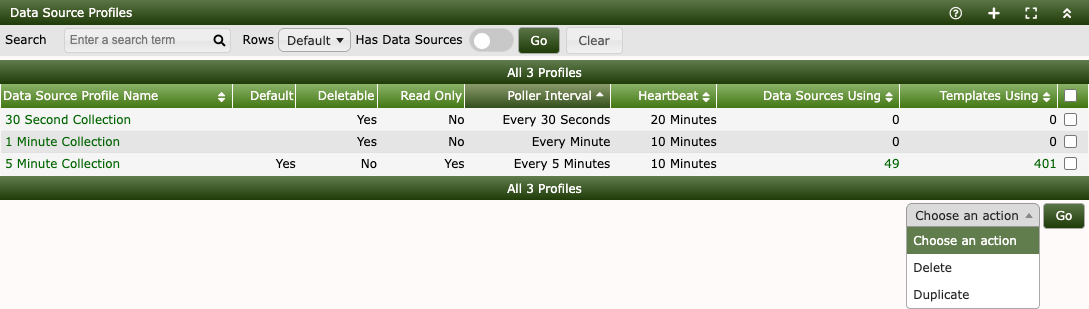 Data Source Profiles
Search Enter a search term Rows Default Has Data Sources Go Clear
All 3 Profiles
Data Source Profile Name Default Deletable Read Only Poller Interval Heartbeat Data Sources Using Templates Using
30 Second Collection Yes No Every 30 Seconds 20 Minutes 0 0
1 Minute Collection Yes No Every Minute 10 Minutes 0 0
5 Minute Collection Yes No Yes Every 5 Minutes 10 Minutes 49 401
All 3 Profiles
Choose an action Go
Choose an action
Delete
Duplicate